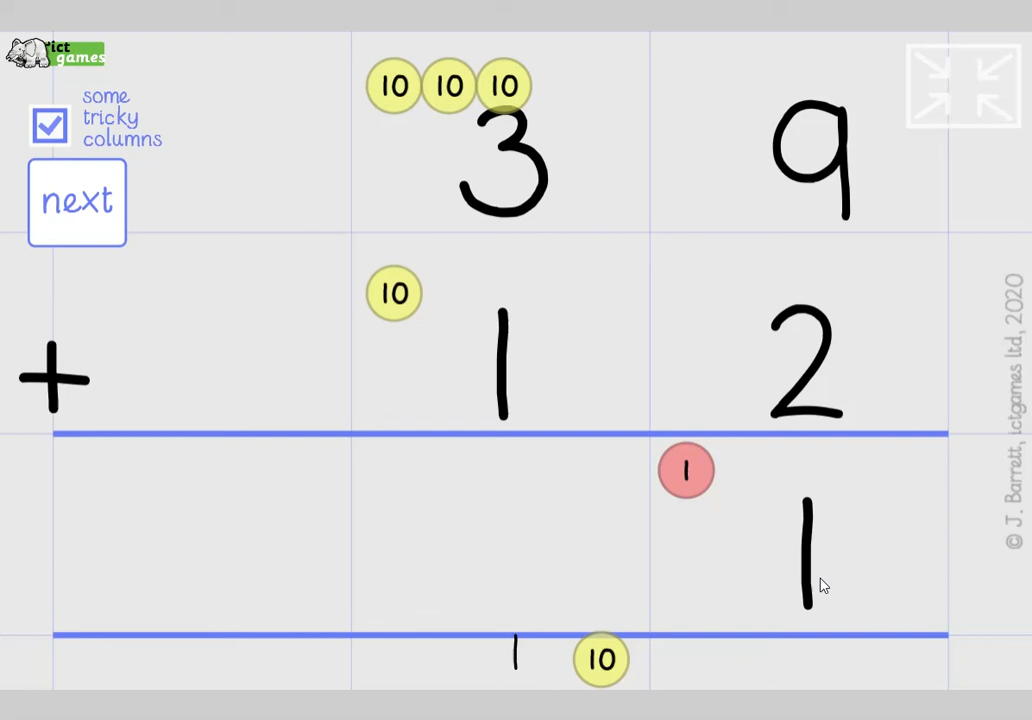 ict
games
some
tricky
columns
next
10 10 10
3 9
10
+ 1 2
1
1
1 10
© J. Barrett, ictgames ltd, 2020